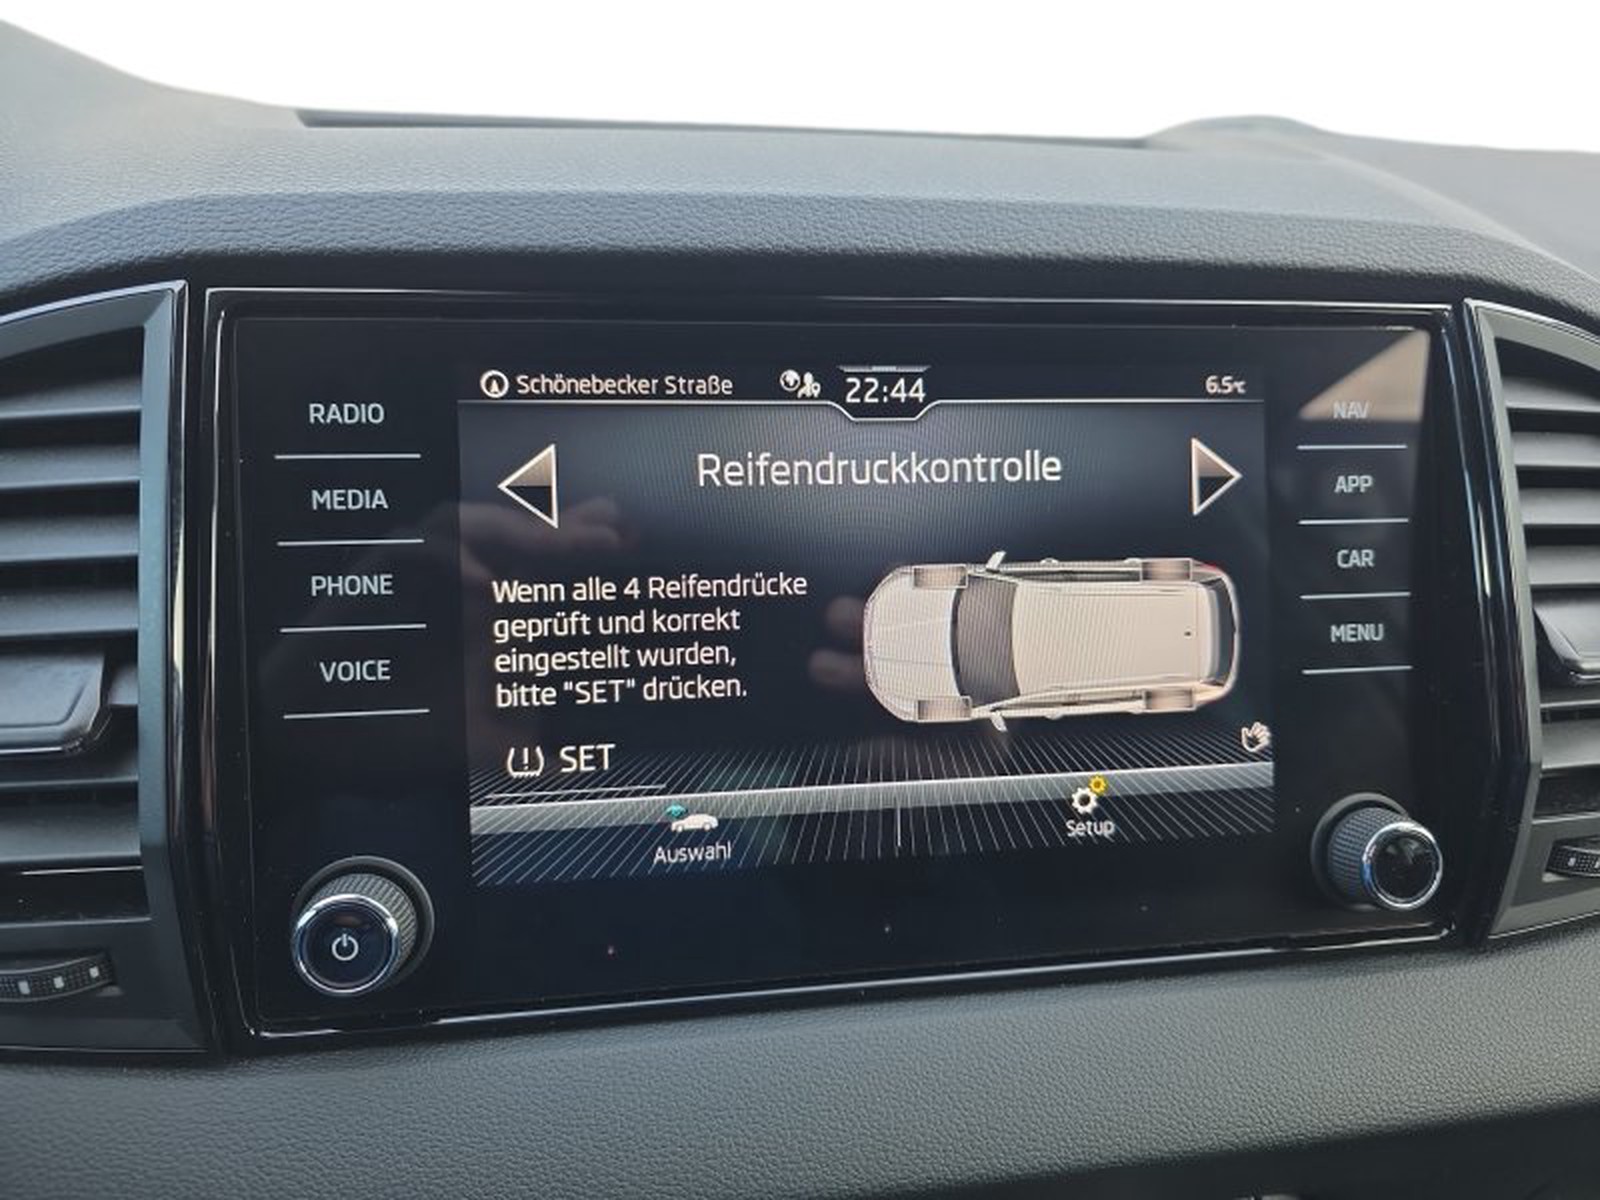 Schönebecker Straße 22:44 6.5°C
RADIO
MEDIA
PHONE
VOICE
Reifendruckkontrolle
Wenn alle 4 Reifendrücke
geprüft und korrekt
eingestellt wurden,
bitte "SET" drücken.
SET
Auswahl
Setup
NAV
APP
CAR
MENU